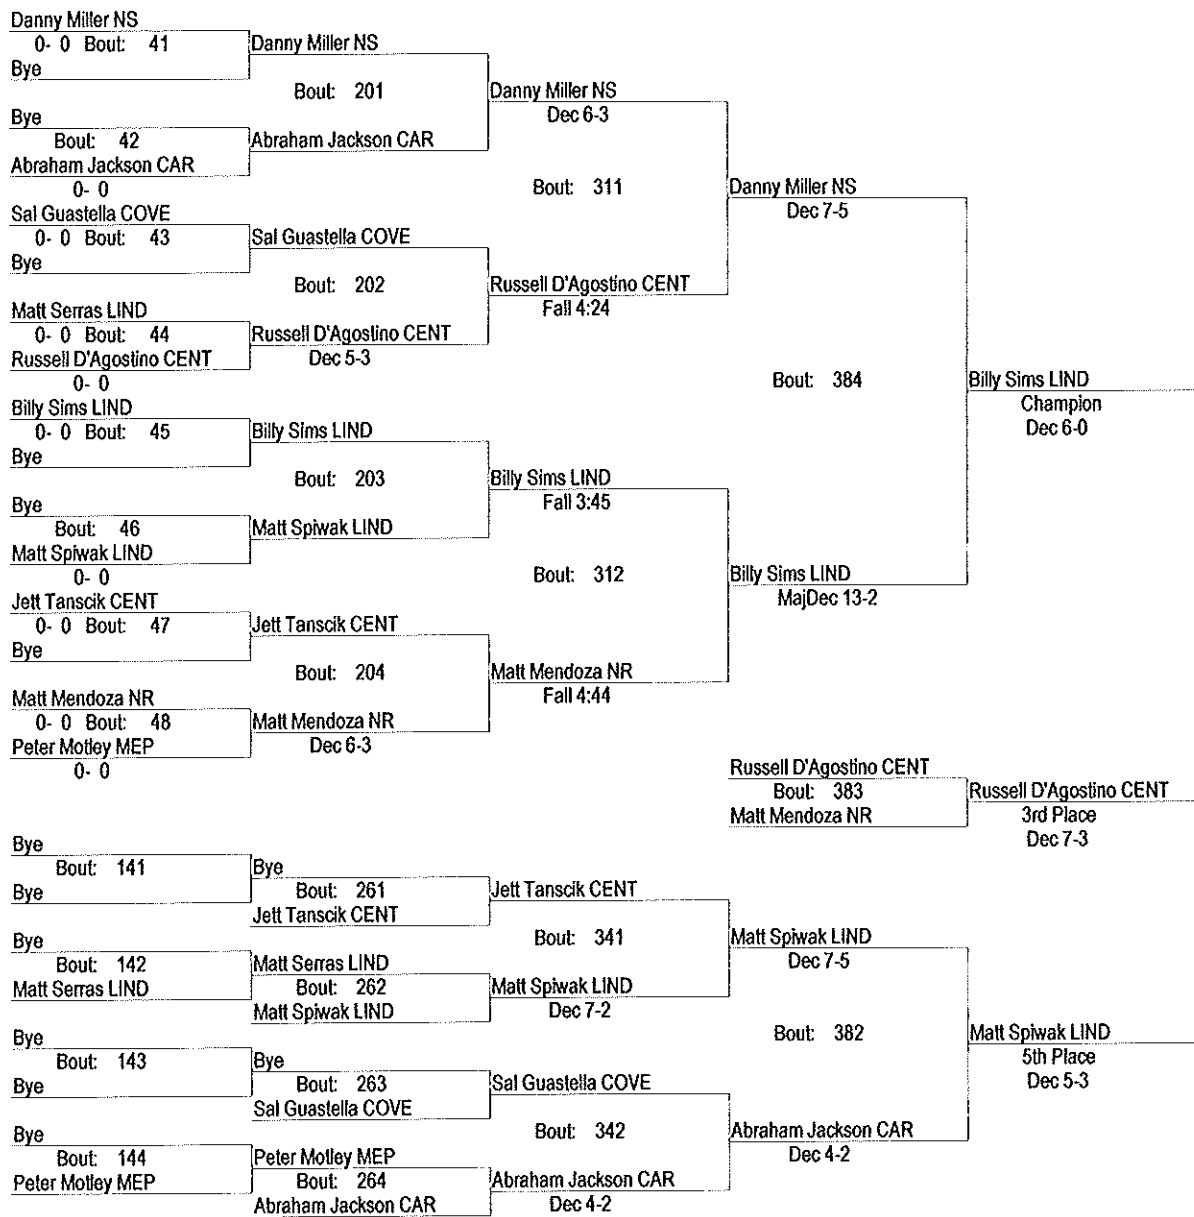 Danny Miller NS
0- 0 Bout: 41
Bye
Danny Miller NS
Bout: 201
Danny Miller NS
Dec 6-3
Bye
Bout: 42
Abraham Jackson CAR
Abraham Jackson CAR
0- 0
Bout: 311
Danny Miller NS
Dec 7-5
Sal Guastella COVE
0- 0 Bout: 43
Bye
Sal Guastella COVE
Bout: 202
Russell D'Agostino CENT
Fall 4:24
Matt Serras LIND
0- 0 Bout: 44
Russell D'Agostino CENT
0- 0
Russell D'Agostino CENT
Dec 5-3
Bout: 384
Billy Sims LIND
Champion
Dec 6-0
Billy Sims LIND
0- 0 Bout: 45
Bye
Billy Sims LIND
Bout: 203
Billy Sims LIND
Fall 3:45
Bye
Bout: 46
Matt Spiwak LIND
0- 0
Matt Spiwak LIND
Bout: 312
Billy Sims LIND
MajDec 13-2
Jett Tanscik CENT
0- 0 Bout: 47
Bye
Jett Tanscik CENT
Bout: 204
Matt Mendoza NR
Fall 4:44
Matt Mendoza NR
0- 0 Bout: 48
Peter Motley MEP
0- 0
Matt Mendoza NR
Dec 6-3
Russell D'Agostino CENT
Bout: 383
Matt Mendoza NR
Russell D'Agostino CENT
3rd Place
Dec 7-3
Bye
Bout: 141
Bye
Bye
Bout: 261
Jett Tanscik CENT
Jett Tanscik CENT
Bout: 341
Bye
Bout: 142
Matt Serras LIND
Matt Serras LIND
Bout: 262
Matt Spiwak LIND
Matt Spiwak LIND
Dec 7-2
Matt Spiwak LIND
Dec 7-5
Bout: 382
Matt Spiwak LIND
5th Place
Dec 5-3
Bye
Bout: 143
Bye
Bye
Bout: 263
Sal Guastella COVE
Sal Guastella COVE
Bout: 342
Abraham Jackson CAR
Dec 4-2
Bye
Bout: 144
Peter Motley MEP
Peter Motley MEP
Bout: 264
Abraham Jackson CAR
Abraham Jackson CAR
Dec 4-2